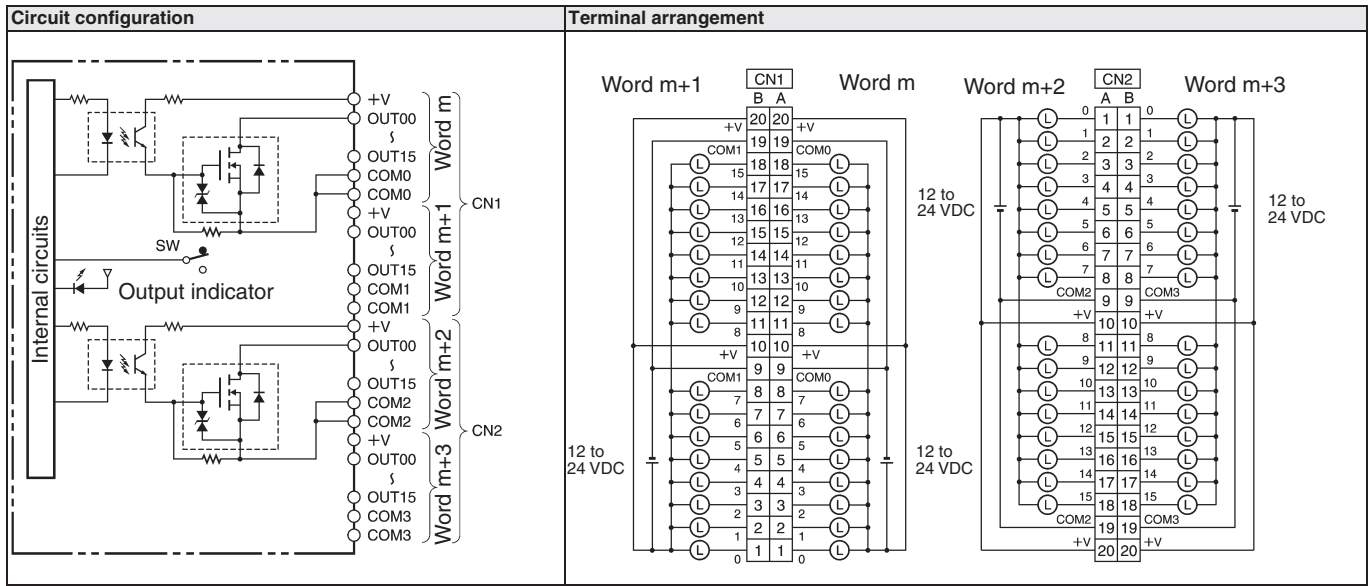 Circuit configuration
Terminal arrangement
Internal circuits
SW
Output indicator
+V
OUT00
OUT15
COM0
COM0
Word m
+V
OUT00
OUT15
COM1
COM1
Word m+1
CN1
+V
OUT00
OUT15
COM2
COM2
Word m+2
+V
OUT00
OUT15
COM3
COM3
Word m+3
CN2
Word m+1
CN1
Word m
B A
20 20
+V +V
19 19
COM1 COM0
L 18 18 L
15 15
L 17 17 L
14 14
L 16 16 L
13 13
L 15 15 L
12 12
L 14 14 L
11 11
L 13 13 L
10 10
L 12 12 L
9 9
L 11 11 L
8 8
10 10
+V +V
9 9
COM1 COM0
L 8 8 L
7 7
L 7 7 L
6 6
L 6 6 L
5 5
L 5 5 L
4 4
L 4 4 L
3 3
L 3 3 L
2 2
L 2 2 L
1 1
L 1 1 L
0 0
12 to
24 VDC
12 to
24 VDC
Word m+2
CN2
Word m+3
A B
L 0 1 1 0 L
L 1 2 2 1 L
L 2 3 3 2 L
L 3 4 4 3 L
L 4 5 5 4 L
L 5 6 6 5 L
L 6 7 7 6 L
L 7 8 8 7 L
COM2 9 9 COM3
+V 10 10 +V
L 8 11 11 8 L
L 9 12 12 9 L
L 10 13 13 10 L
L 11 14 14 11 L
L 12 15 15 12 L
L 13 16 16 13 L
L 14 17 17 14 L
L 15 18 18 15 L
COM2 19 19 COM3
+V 20 20 +V
12 to
24 VDC
12 to
24 VDC